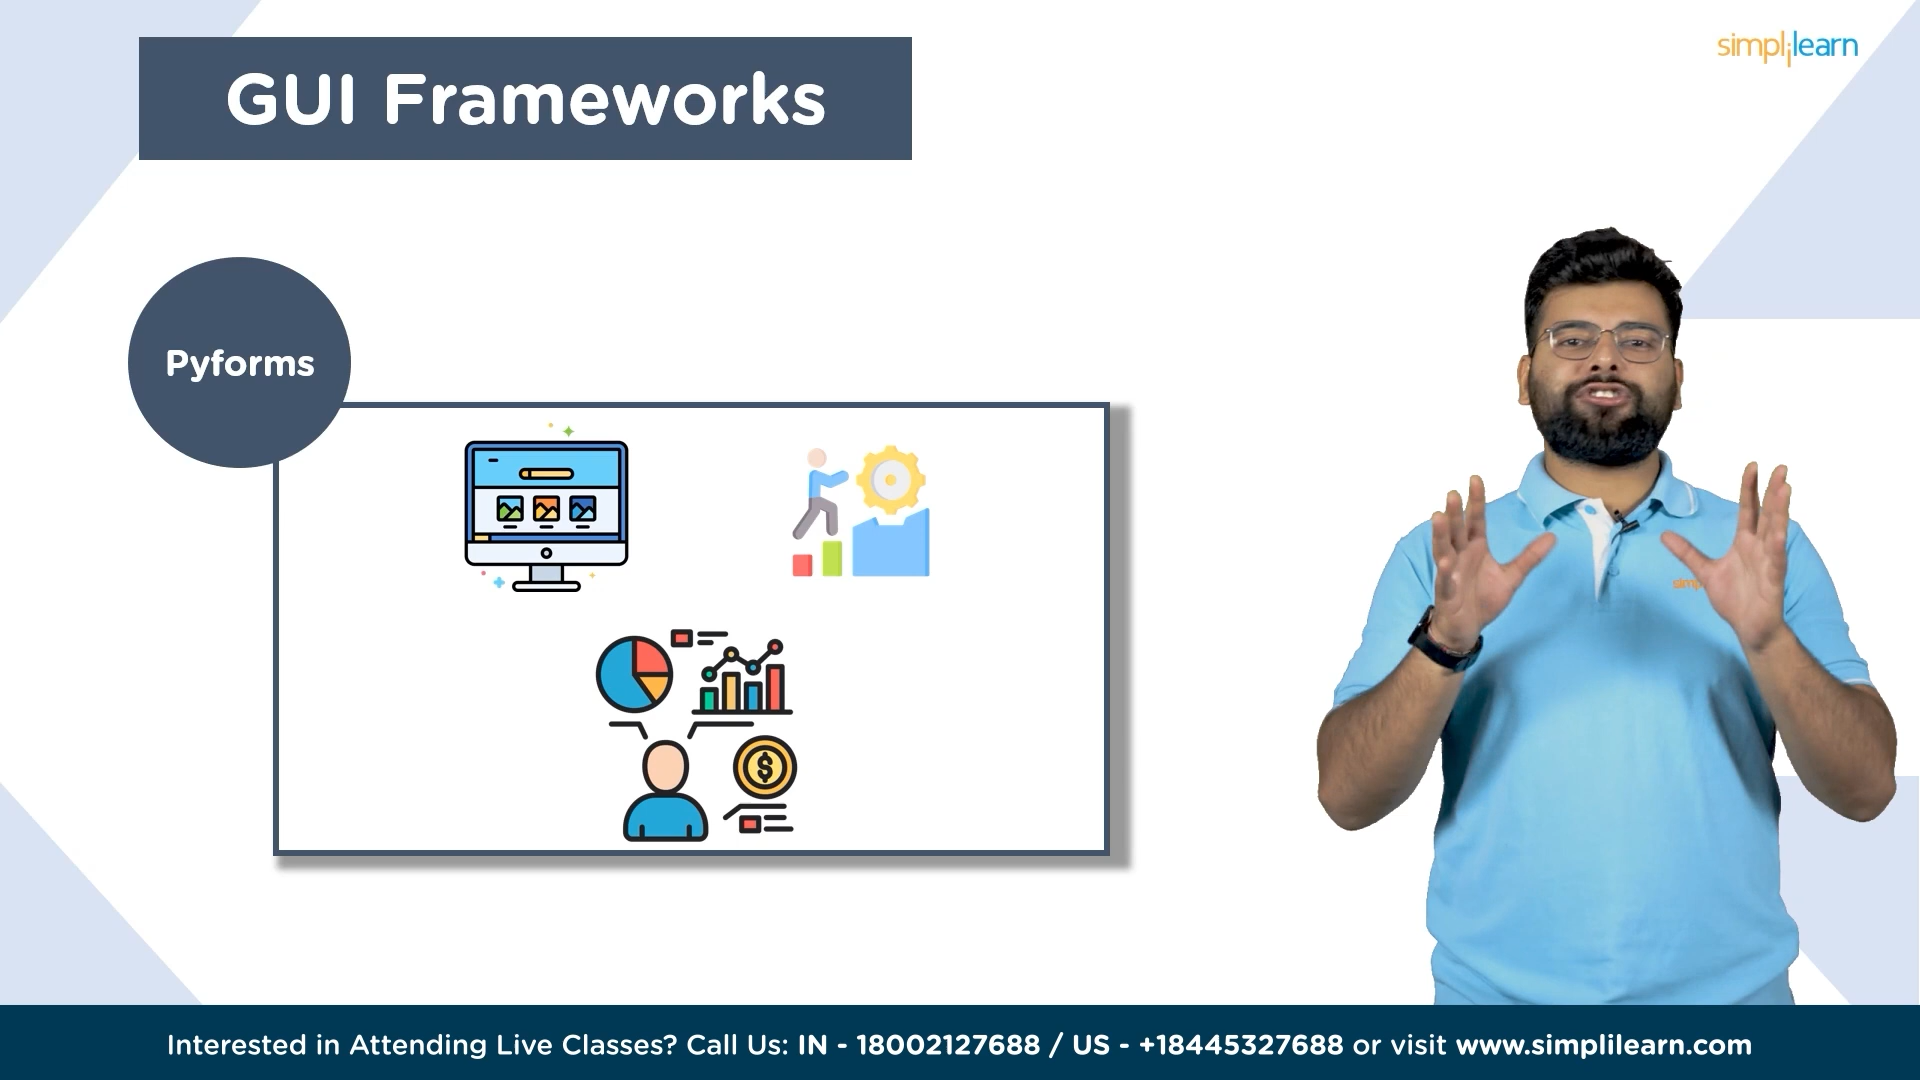 GUI Frameworks
simplilearn
Pyforms
Interested in Attending Live Classes? Call Us: IN - 18002127688 / US - +18445327688 or visit www.simplilearn.com